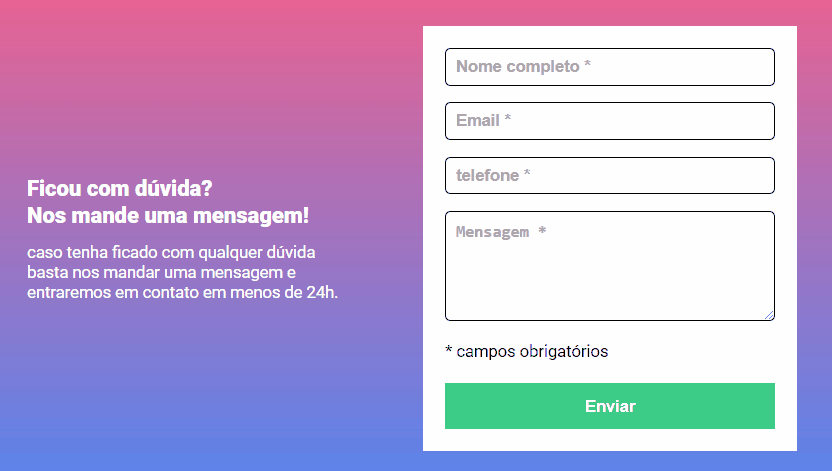 Ficou com dúvida?
Nos mande uma mensagem!
caso tenha ficado com qualquer dúvida
basta nos mandar uma mensagem e
entraremos em contato em menos de 24h.
Nome completo *
Email *
telefone *
Mensagem *
* campos obrigatórios
Enviar